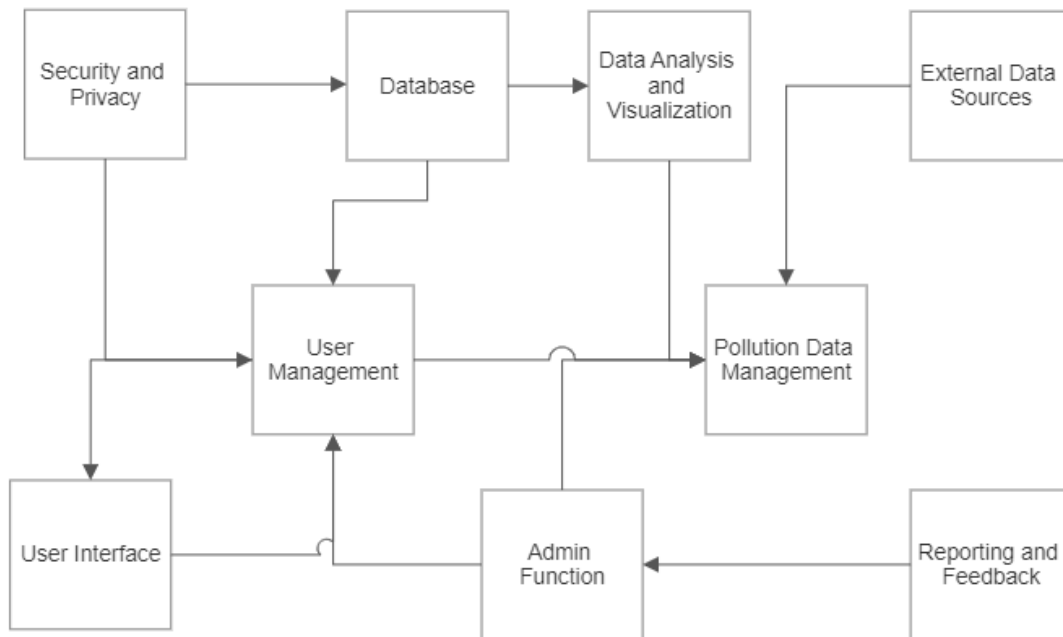 Security and
Privacy
Database
Data Analysis
and
Visualization
External Data
Sources
User
Management
Pollution Data
Management
User Interface
Admin
Function
Reporting and
Feedback